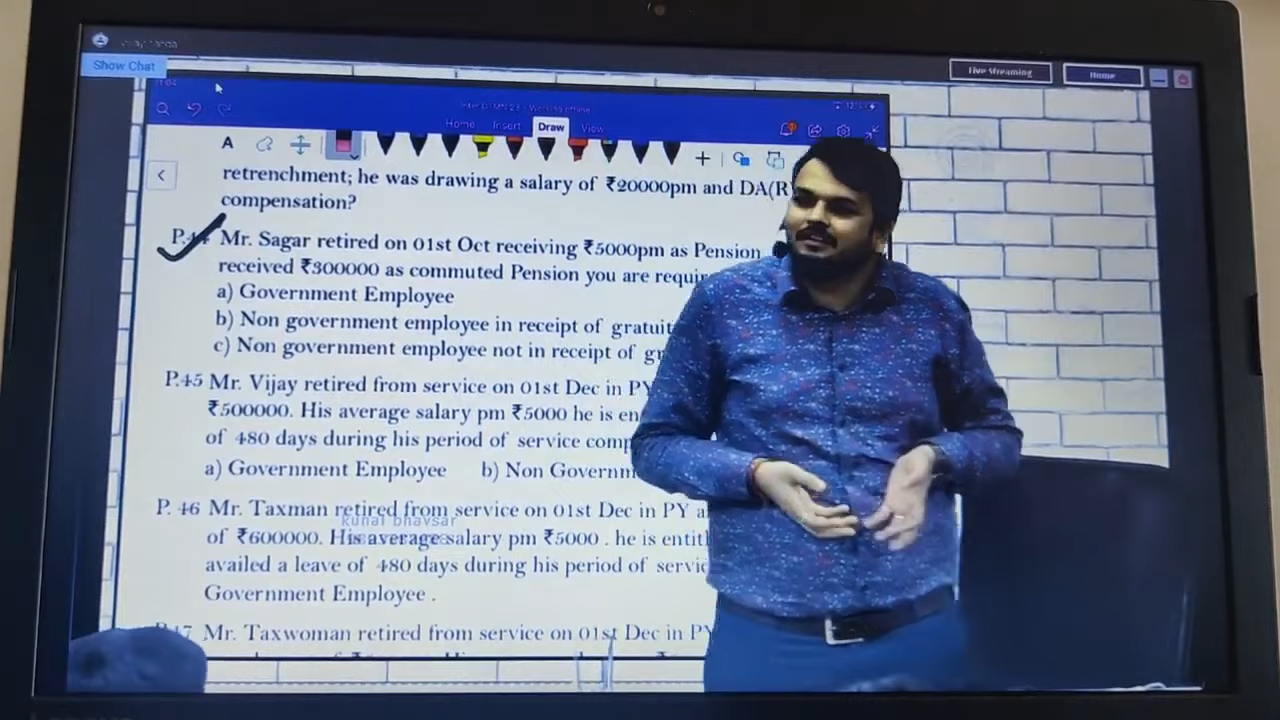 Show Chat
Live Streaming
Home
Home Insert Draw View
A
retrenchment; he was drawing a salary of ₹20000pm and DA(R
compensation?
P.44 Mr. Sagar retired on 01st Oct receiving ₹5000pm as Pension
received ₹300000 as commuted Pension you are requir
a) Government Employee
b) Non government employee in receipt of gratuit
c) Non government employee not in receipt of gr
P.45 Mr. Vijay retired from service on 01st Dec in PY
₹500000. His average salary pm ₹5000 he is en
of 480 days during his period of service comp
a) Government Employee b) Non Governm
P. 46 Mr. Taxman retired from service on 01st Dec in PY a
kunal bhavsar
of ₹600000. His average salary pm ₹5000 . he is entitl
availed a leave of 480 days during his period of servic
Government Employee .
Mr. Taxwoman retired from service on 01st Dec in PY